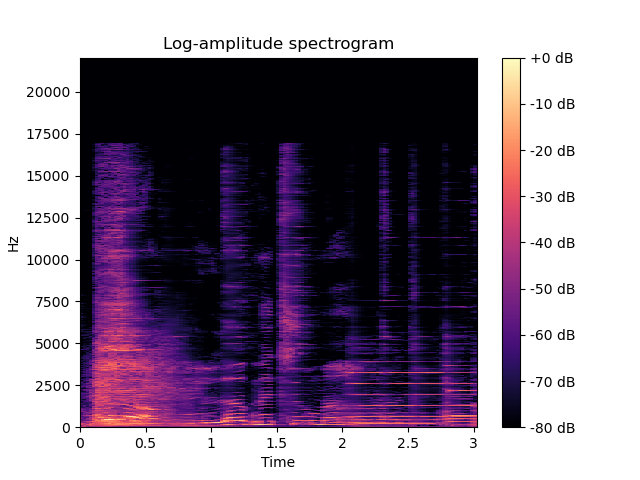 Log-amplitude spectrogram
Hz
20000
17500
15000
12500
10000
7500
5000
2500
0
0 0.5 1 1.5 2 2.5 3
Time
+0 dB
-10 dB
-20 dB
-30 dB
-40 dB
-50 dB
-60 dB
-70 dB
-80 dB